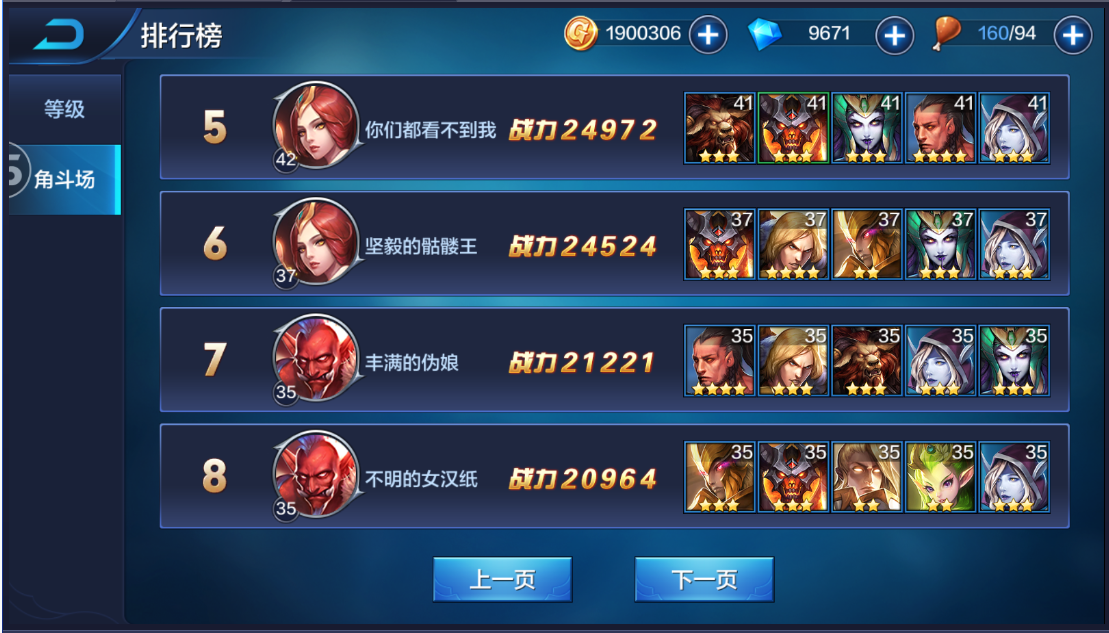 排行榜 1900306 9671 160/94
等级
角斗场
5 42 你们都看不到我 战力24972 41 41 41 41 41
6 37 坚毅的骷髅王 战力24524 37 37 37 37 37
7 35 丰满的伪娘 战力21221 35 35 35 35 35
8 35 不明的女汉纸 战力20964 35 35 35 35 35
上一页 下一页